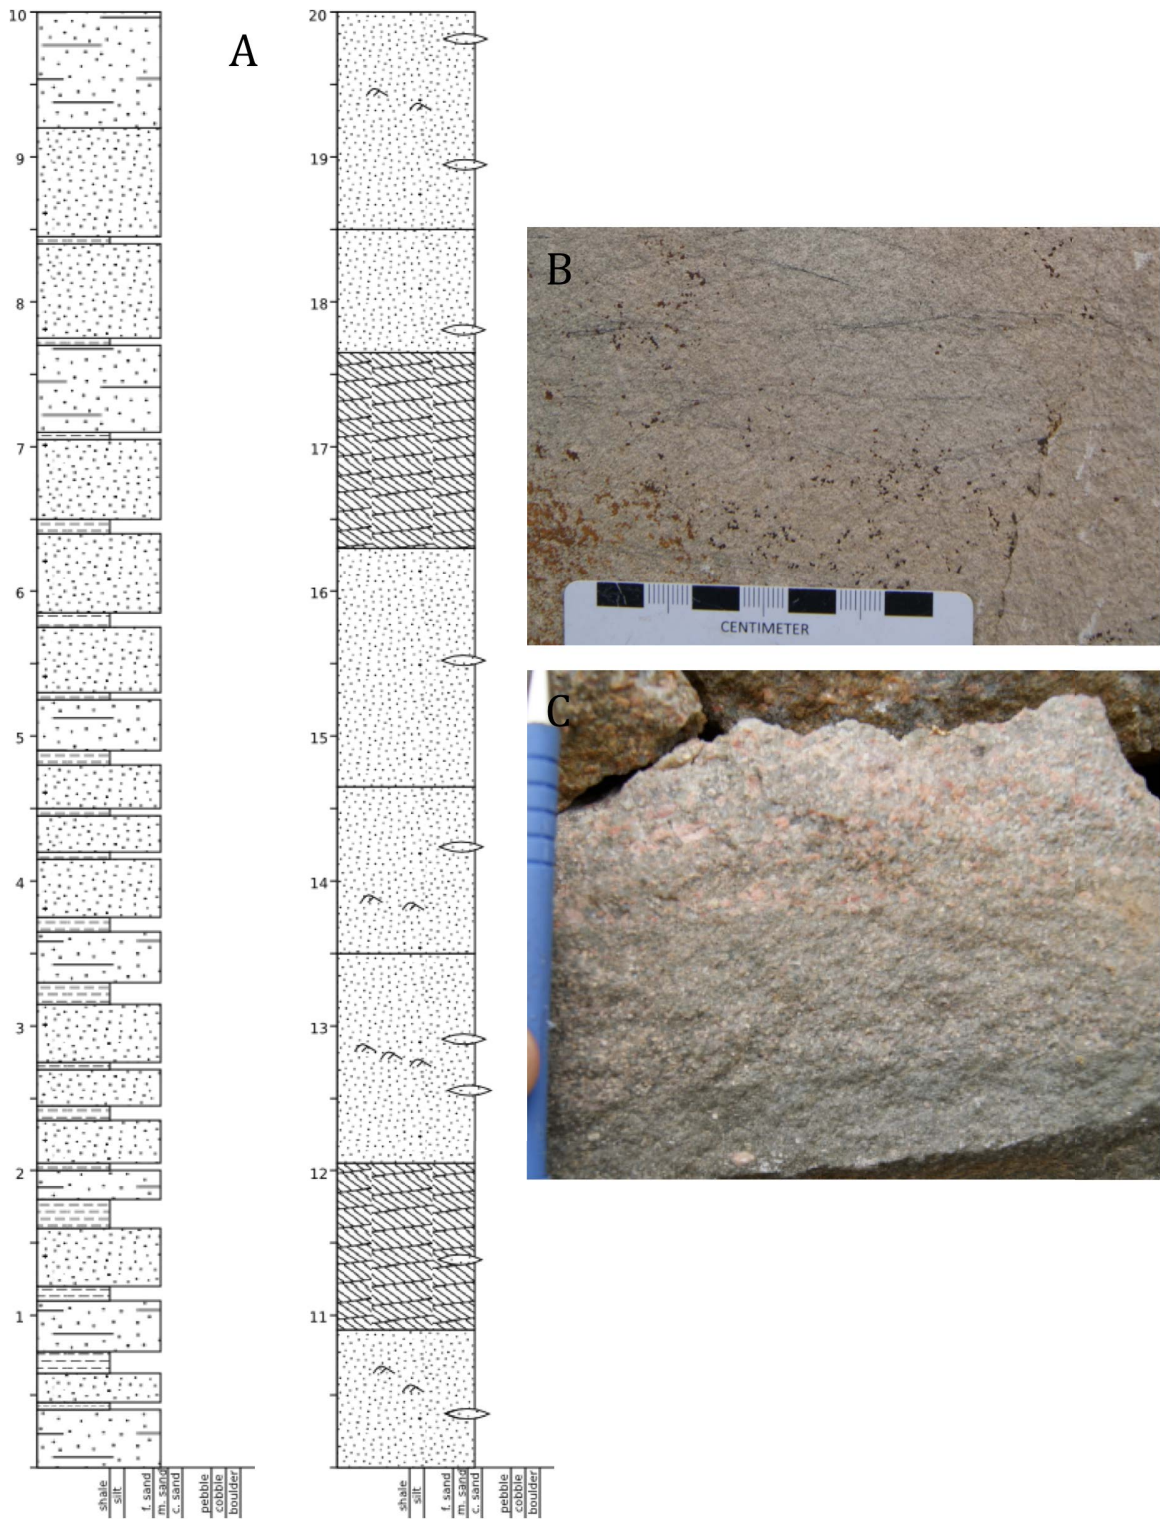 A
10
9
8
7
6
5
4
3
2
1
shale
silt
f. sand
m. sand
c. sand
pebble
cobble
boulder
20
19
18
17
16
15
14
13
12
11
shale
silt
f. sand
m. sand
c. sand
pebble
cobble
boulder
B
CENTIMETER
C